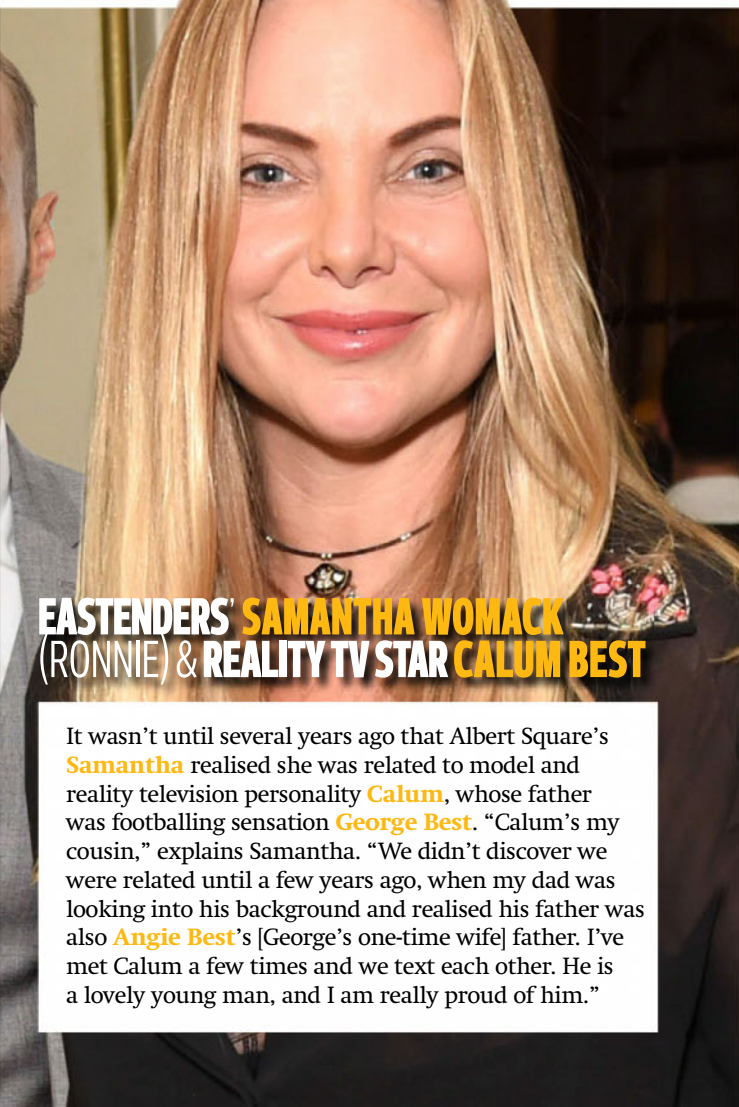 EASTENDERS' SAMANTHA WOMACK
(RONNIE) & REALITY TV STAR CALUM BEST
It wasn’t until several years ago that Albert Square’s
Samantha realised she was related to model and
reality television personality Calum, whose father
was footballing sensation George Best. “Calum’s my
cousin,” explains Samantha. “We didn’t discover we
were related until a few years ago, when my dad was
looking into his background and realised his father was
also Angie Best’s [George’s one-time wife] father. I’ve
met Calum a few times and we text each other. He is
a lovely young man, and I am really proud of him.”